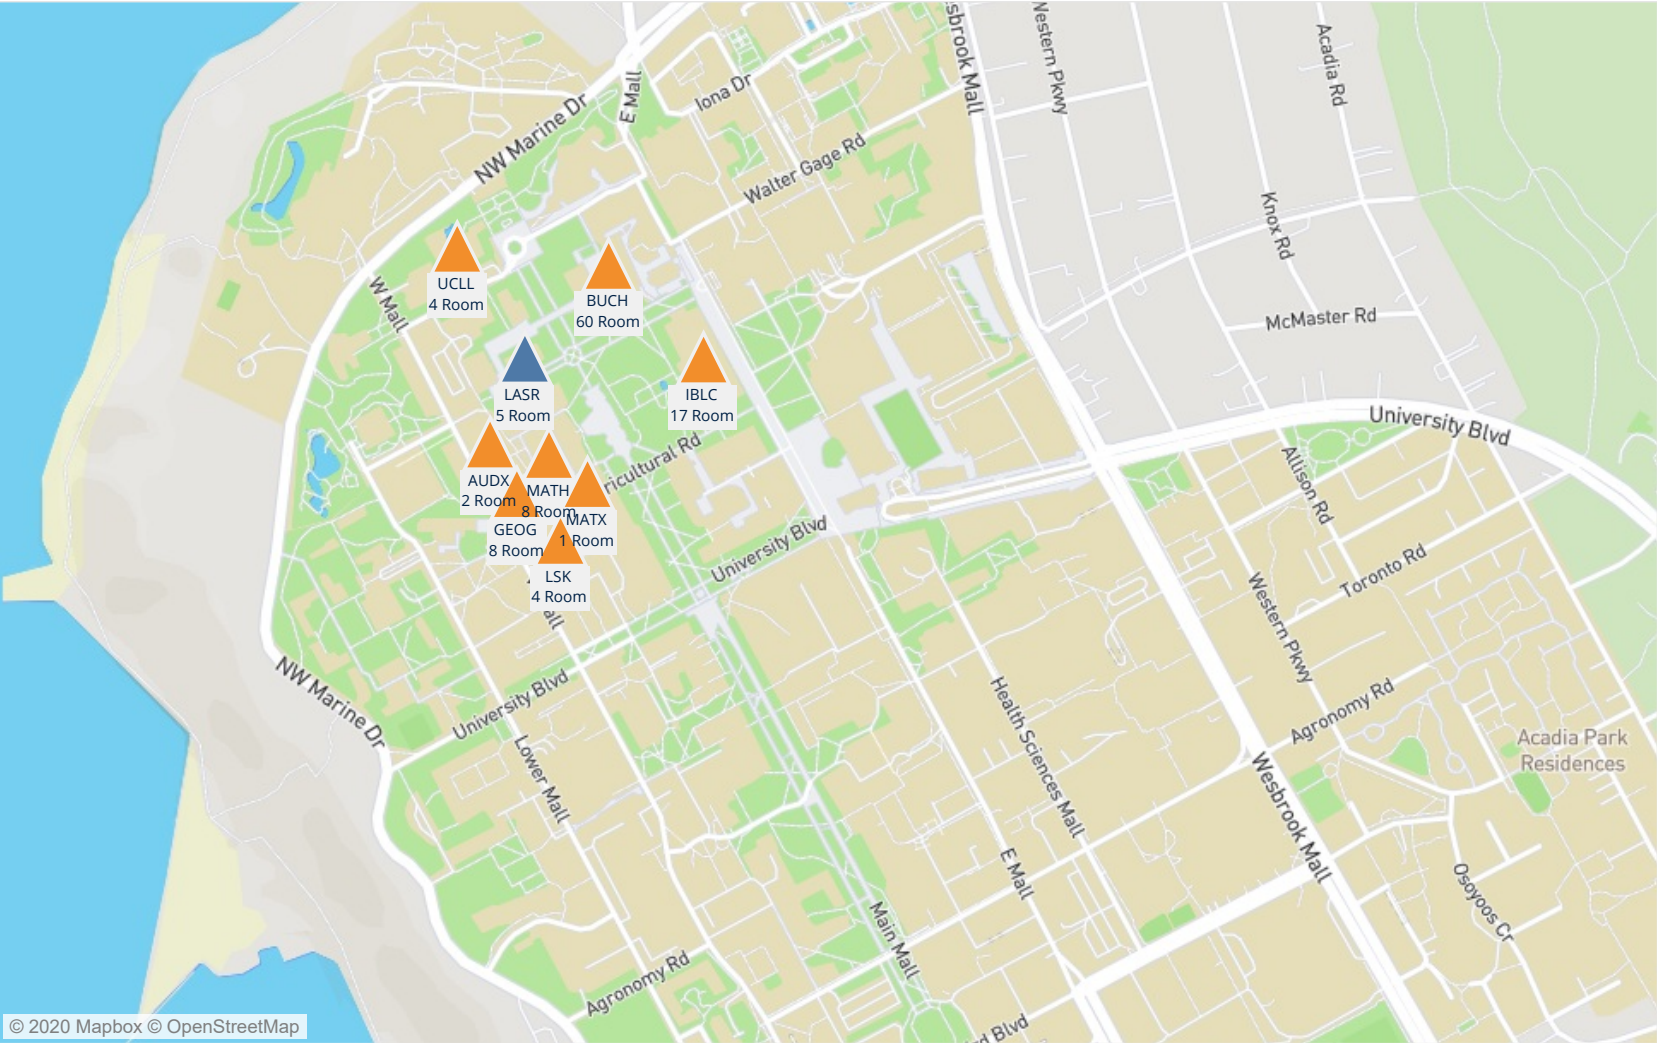 sbrook Mall
Western Pkwy
Acadia Rd
E Mall
Iona Dr
NW Marine Dr
Walter Gage Rd
Knox Rd
UCLL
4 Room
BUCH
60 Room
W Mall
McMaster Rd
LASR
5 Room
IBLC
17 Room
University Blvd
ricultural Rd
Allison Rd
AUDX
2 Room
MATH
8 Room
MATX
1 Room
GEOG
8 Room
University Blvd
Toronto Rd
LSK
4 Room
all
Western Pkwy
NW Marine Dr
University Blvd
Health Sciences Mall
Agronomy Rd
Lower Mall
Acadia Park
Residences
Wesbrook Mall
E Mall
Osoyoos Cr
Main Mall
Agronomy Rd
rd Blvd
© 2020 Mapbox © OpenStreetMap